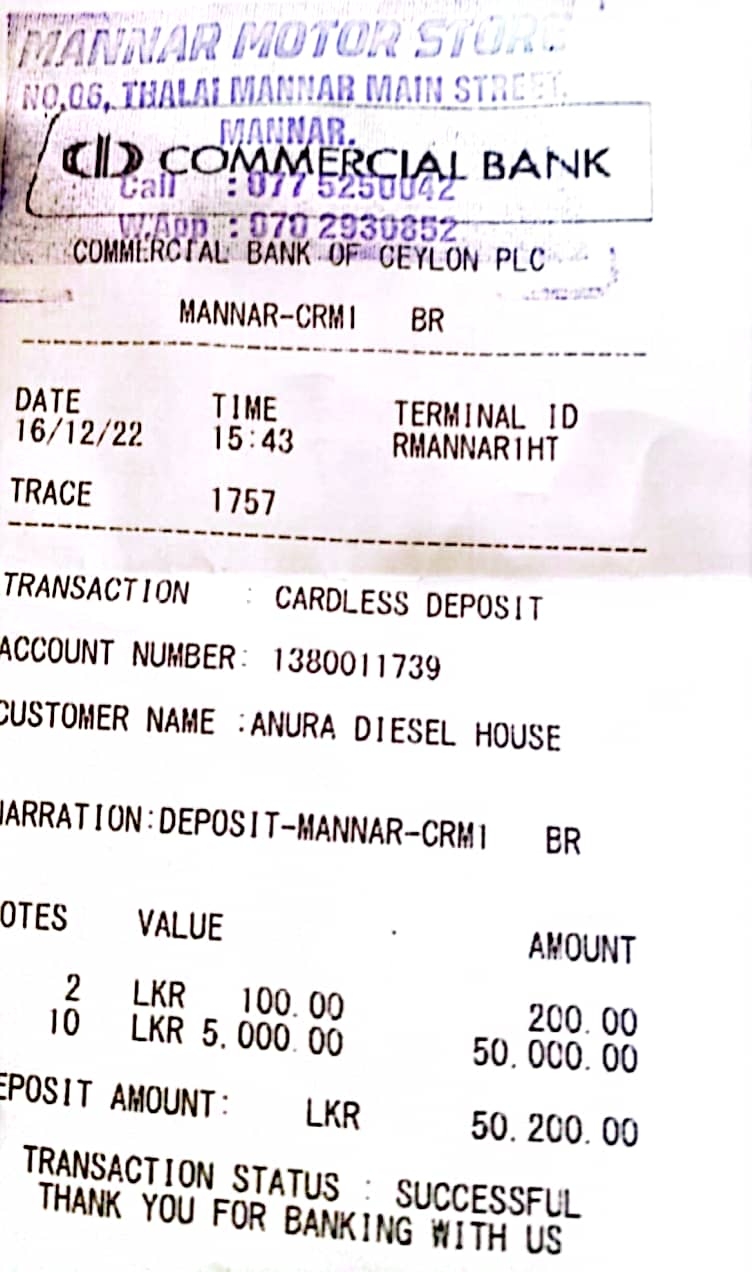 MANNAR MOTOR STORE
NO,06, THALAI MANNAR MAIN STREET.
MANNAR.
COMMERCIAL BANK
Call : 077 5250042
W.App : 070 2930852
COMMERCIAL BANK OF CEYLON PLC
MANNAR-CRM1 BR
DATE TIME TERMINAL ID
16/12/22 15:43 RMANNAR1HT
TRACE 1757
TRANSACTION : CARDLESS DEPOSIT
ACCOUNT NUMBER: 1380011739
CUSTOMER NAME :ANURA DIESEL HOUSE
NARRATION:DEPOSIT-MANNAR-CRM1 BR
OTES VALUE AMOUNT
2 LKR 100.00 200.00
10 LKR 5,000.00 50,000.00
EPOSIT AMOUNT: LKR 50,200.00
TRANSACTION STATUS : SUCCESSFUL
THANK YOU FOR BANKING WITH US